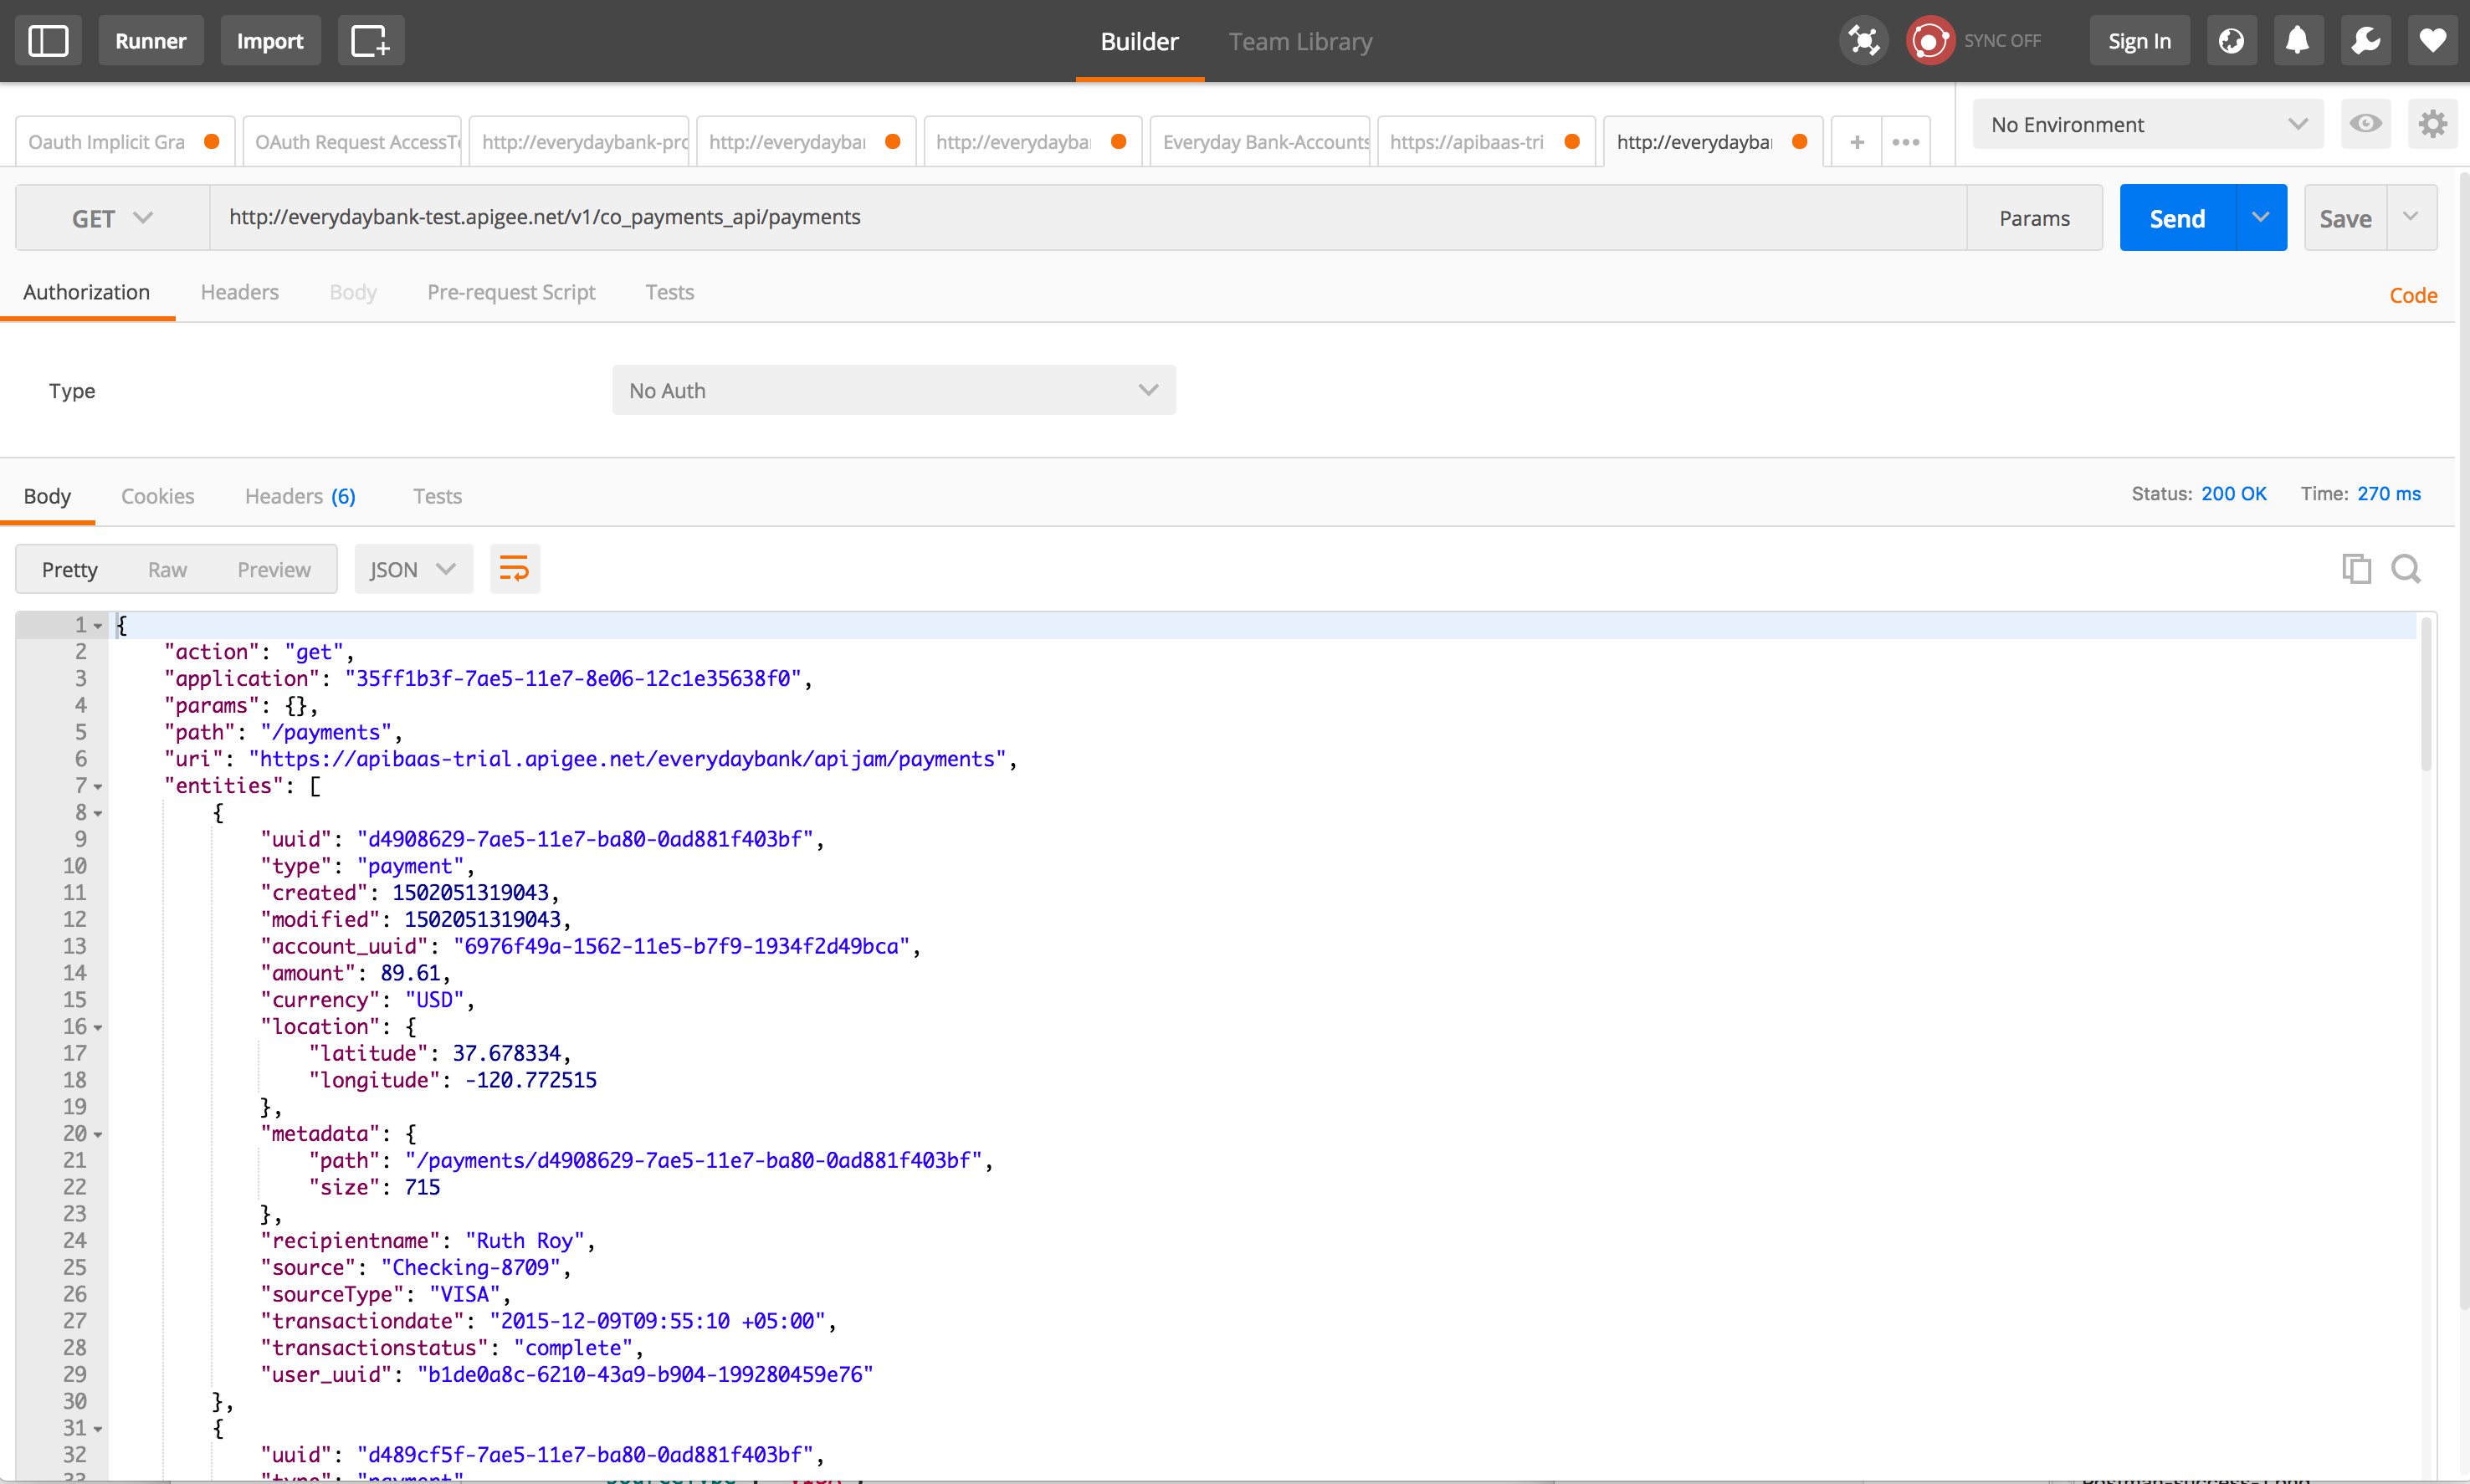 Runner Import Builder Team Library SYNC OFF Sign In
Oauth Implicit Gra OAuth Request AccessT http://everydaybank-pro http://everydayba http://everydayba Everyday Bank-Accounts https://apibaas-tri http://everydayba + ••• No Environment
GET http://everydaybank-test.apigee.net/v1/co_payments_api/payments Params Send Save
Authorization Headers Body Pre-request Script Tests Code
Type No Auth
Body Cookies Headers (6) Tests Status: 200 OK Time: 270 ms
Pretty Raw Preview JSON
1 {
2 "action": "get",
3 "application": "35ff1b3f-7ae5-11e7-8e06-12c1e35638f0",
4 "params": {},
5 "path": "/payments",
6 "uri": "https://apibaas-trial.apigee.net/everydaybank/apijam/payments",
7 "entities": [
8 {
9 "uuid": "d4908629-7ae5-11e7-ba80-0ad881f403bf",
10 "type": "payment",
11 "created": 1502051319043,
12 "modified": 1502051319043,
13 "account_uuid": "6976f49a-1562-11e5-b7f9-1934f2d49bca",
14 "amount": 89.61,
15 "currency": "USD",
16 "location": {
17 "latitude": 37.678334,
18 "longitude": -120.772515
19 },
20 "metadata": {
21 "path": "/payments/d4908629-7ae5-11e7-ba80-0ad881f403bf",
22 "size": 715
23 },
24 "recipientname": "Ruth Roy",
25 "source": "Checking-8709",
26 "sourceType": "VISA",
27 "transactiondate": "2015-12-09T09:55:10 +05:00",
28 "transactionstatus": "complete",
29 "user_uuid": "b1de0a8c-6210-43a9-b904-199280459e76"
30 },
31 {
32 "uuid": "d489cf5f-7ae5-11e7-ba80-0ad881f403bf",
33 "type": "payment"